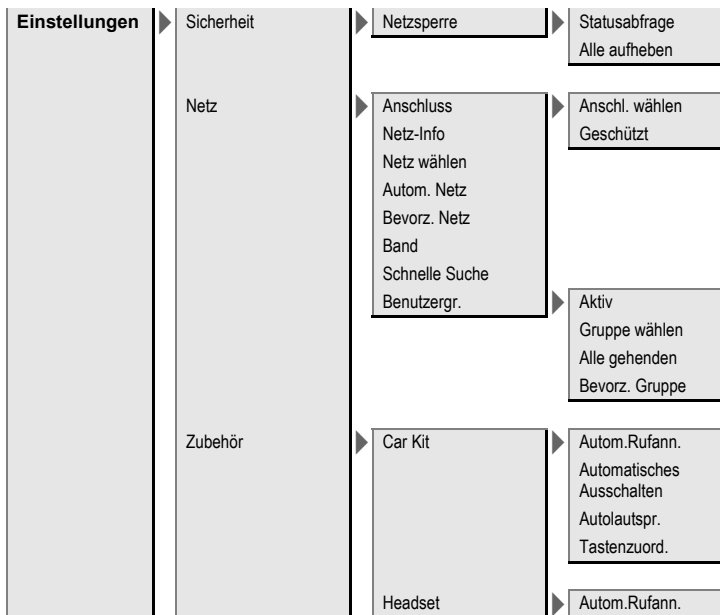 Einstellungen Sicherheit Netzsperre Statusabfrage
Alle aufheben
Netz Anschluss Anschl. wählen
Netz-Info Geschützt
Netz wählen
Autom. Netz
Bevorz. Netz
Band
Schnelle Suche
Benutzergr. Aktiv
Gruppe wählen
Alle gehenden
Bevorz. Gruppe
Zubehör Car Kit Autom.Rufann.
Automatisches
Ausschalten
Autolautspr.
Tastenzuord.
Headset Autom.Rufann.